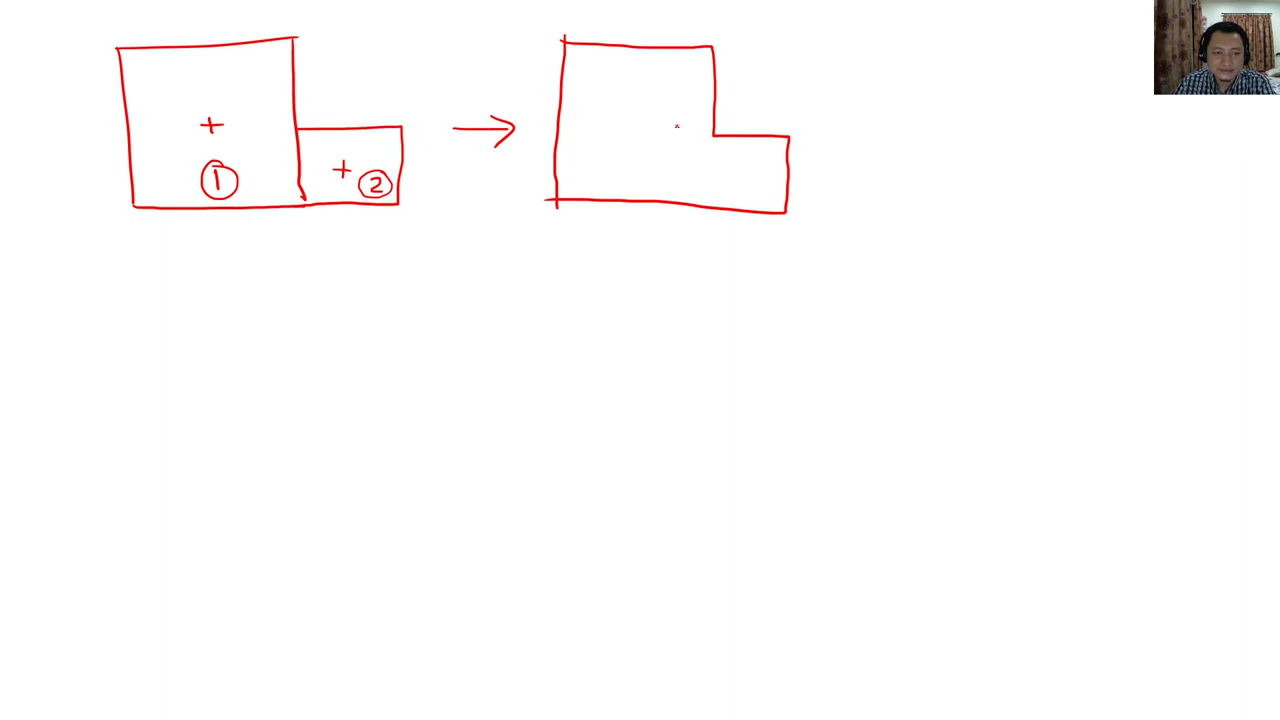 +
①
+ ②
→